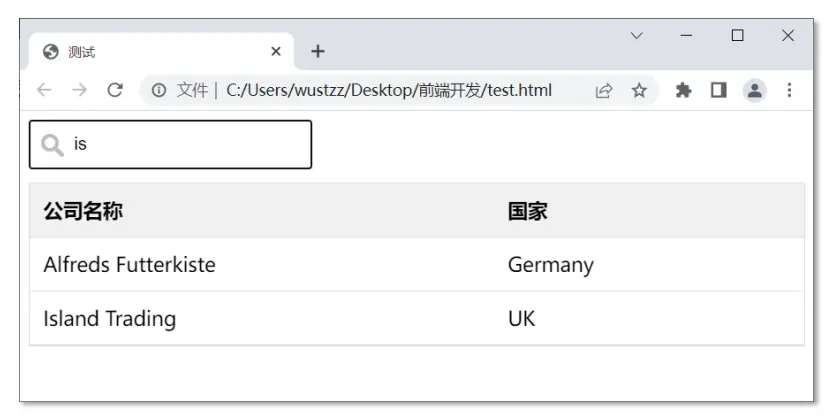 测试
文件 | C:/Users/wustzz/Desktop/前端开发/test.html
is
公司名称 国家
Alfreds Futterkiste Germany
Island Trading UK